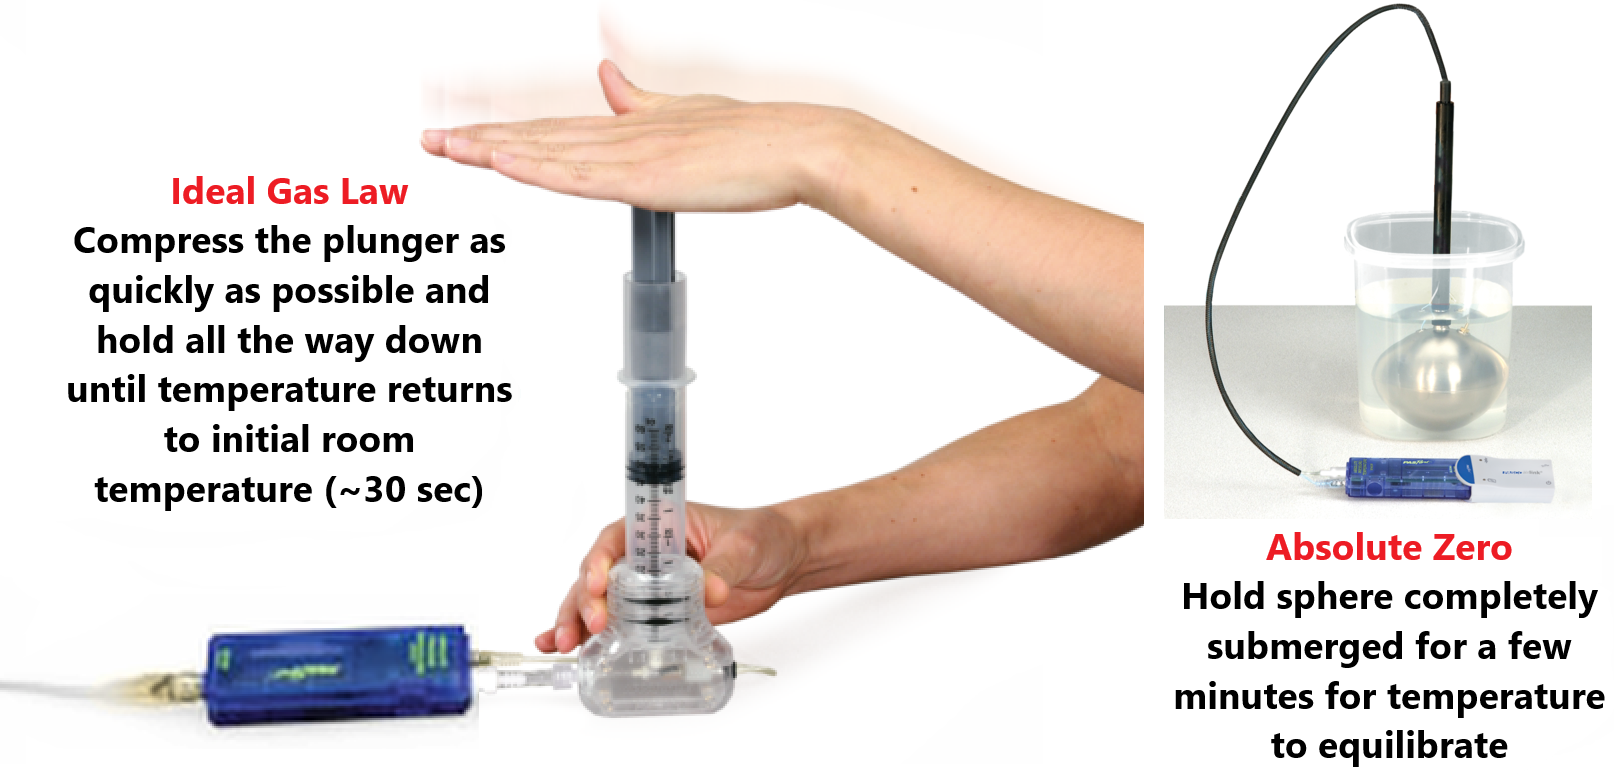 Ideal Gas Law
Compress the plunger as
quickly as possible and
hold all the way down
until temperature returns
to initial room
temperature (~30 sec)
Absolute Zero
Hold sphere completely
submerged for a few
minutes for temperature
to equilibrate